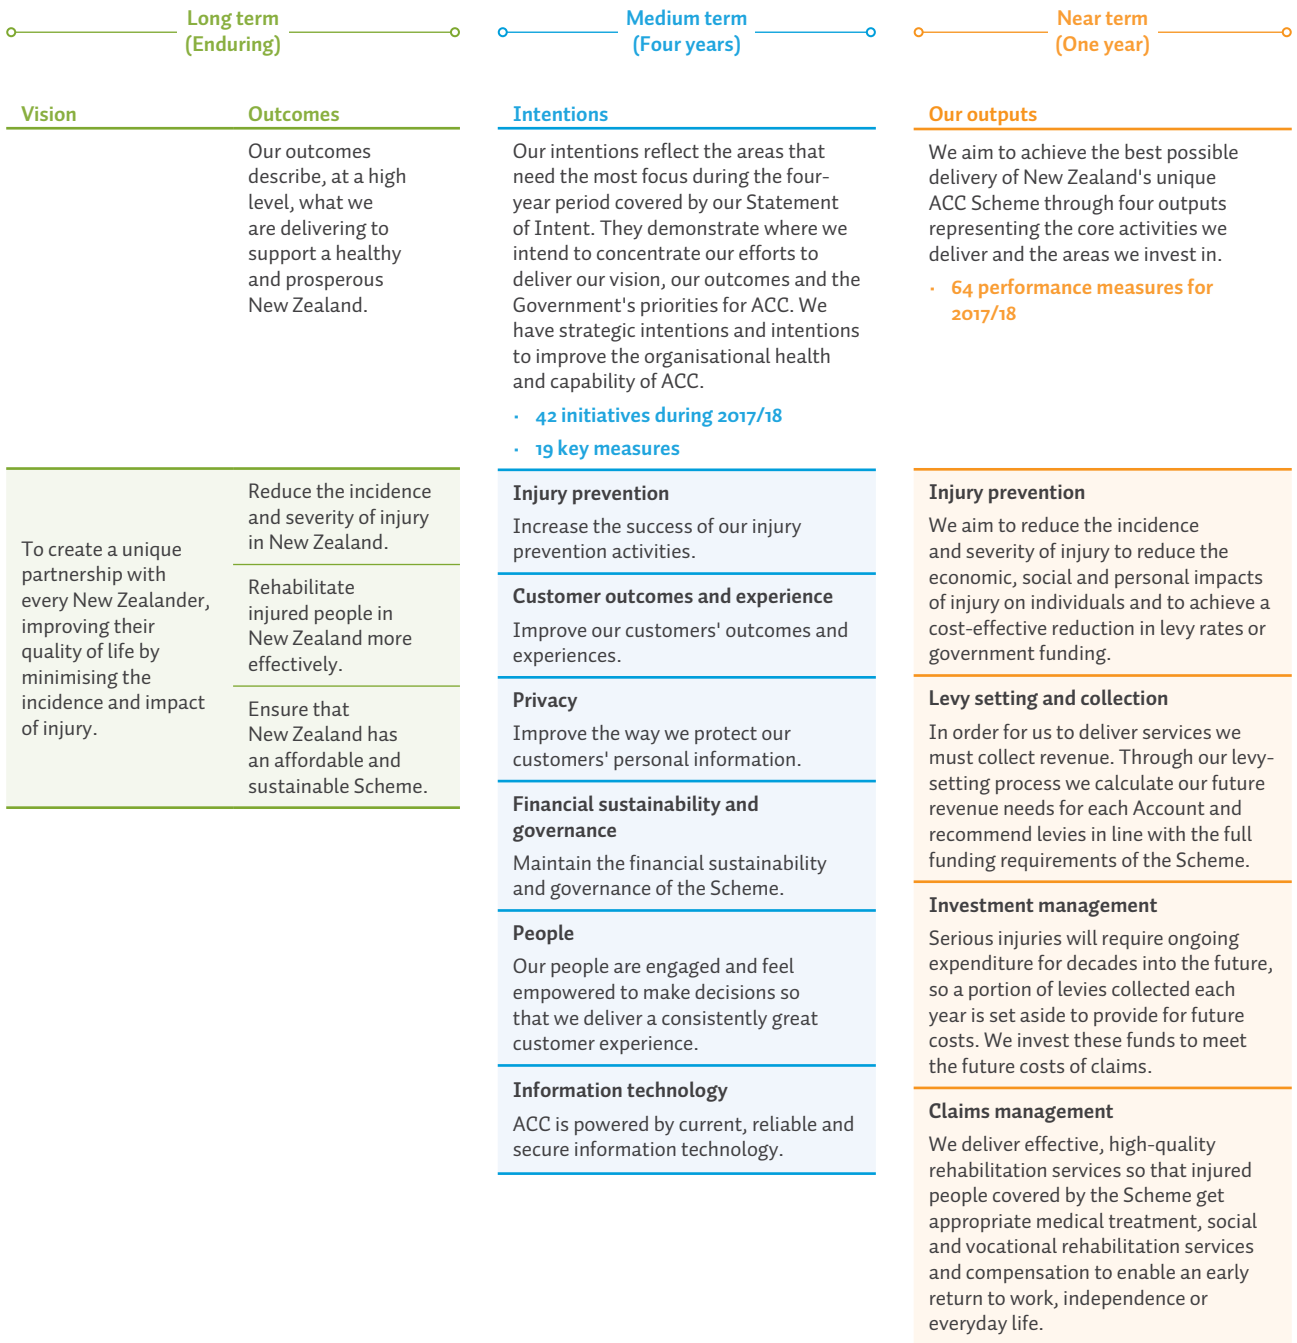 Long term
(Enduring)
Medium term
(Four years)
Near term
(One year)
Vision
Outcomes
Our outcomes
describe, at a high
level, what we
are delivering to
support a healthy
and prosperous
New Zealand.
To create a unique
partnership with
every New Zealander,
improving their
quality of life by
minimising the
incidence and impact
of injury.
Reduce the incidence
and severity of injury
in New Zealand.
Rehabilitate
injured people in
New Zealand more
effectively.
Ensure that
New Zealand has
an affordable and
sustainable Scheme.
Intentions
Our intentions reflect the areas that
need the most focus during the four-
year period covered by our Statement
of Intent. They demonstrate where we
intend to concentrate our efforts to
deliver our vision, our outcomes and the
Government's priorities for ACC. We
have strategic intentions and intentions
to improve the organisational health
and capability of ACC.
· 42 initiatives during 2017/18
· 19 key measures
Injury prevention
Increase the success of our injury
prevention activities.
Customer outcomes and experience
Improve our customers' outcomes and
experiences.
Privacy
Improve the way we protect our
customers' personal information.
Financial sustainability and
governance
Maintain the financial sustainability
and governance of the Scheme.
People
Our people are engaged and feel
empowered to make decisions so
that we deliver a consistently great
customer experience.
Information technology
ACC is powered by current, reliable and
secure information technology.
Our outputs
We aim to achieve the best possible
delivery of New Zealand's unique
ACC Scheme through four outputs
representing the core activities we
deliver and the areas we invest in.
· 64 performance measures for
2017/18
Injury prevention
We aim to reduce the incidence
and severity of injury to reduce the
economic, social and personal impacts
of injury on individuals and to achieve a
cost-effective reduction in levy rates or
government funding.
Levy setting and collection
In order for us to deliver services we
must collect revenue. Through our levy-
setting process we calculate our future
revenue needs for each Account and
recommend levies in line with the full
funding requirements of the Scheme.
Investment management
Serious injuries will require ongoing
expenditure for decades into the future,
so a portion of levies collected each
year is set aside to provide for future
costs. We invest these funds to meet
the future costs of claims.
Claims management
We deliver effective, high-quality
rehabilitation services so that injured
people covered by the Scheme get
appropriate medical treatment, social
and vocational rehabilitation services
and compensation to enable an early
return to work, independence or
everyday life.